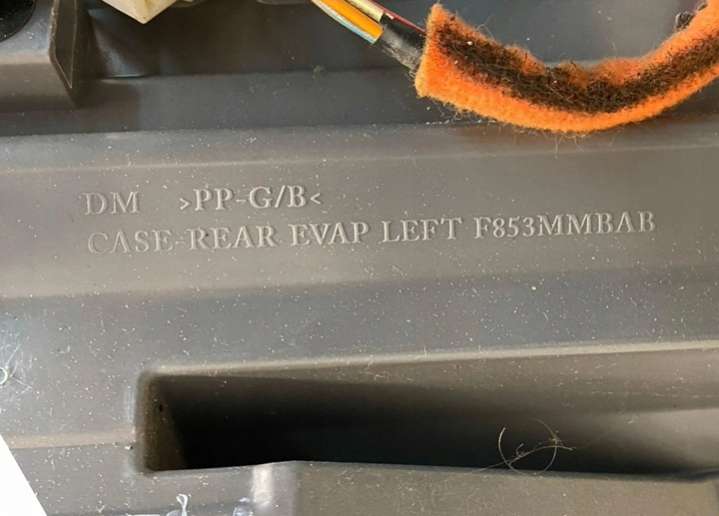 DM >PP-G/B<
CASE-REAR EVAP LEFT F853MMBAB